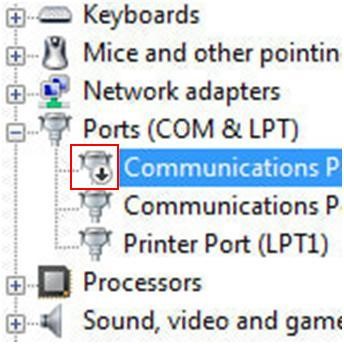 Keyboards
Mice and other pointin
Network adapters
Ports (COM & LPT)
Communications P
Communications P
Printer Port (LPT1)
Processors
Sound, video and game